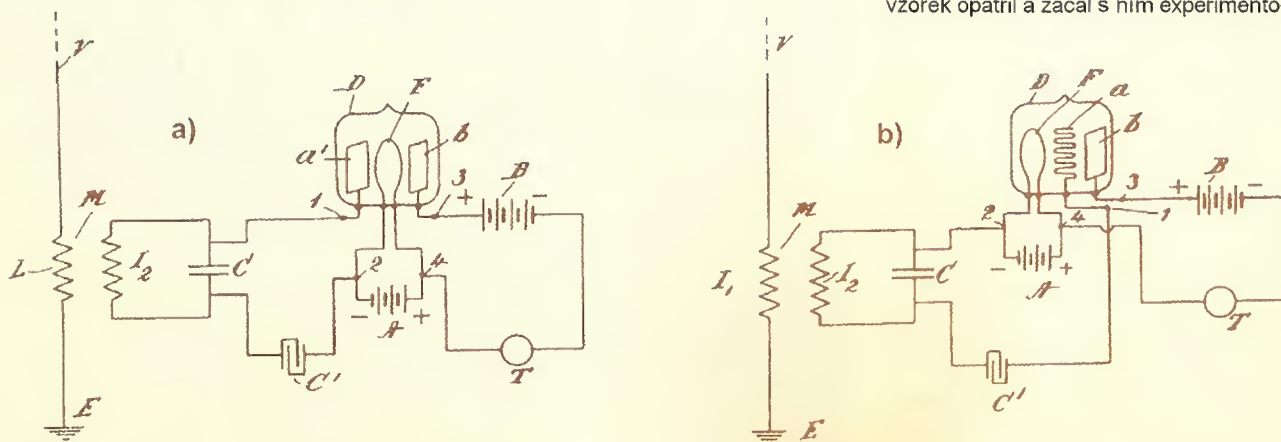 vzorek opatřil a začal s ním experimento
V
D F
a)
a' b
3 B
+ -
M
1
L I₂ C
2 4
- A +
C'
T
E
V
D F a
b)
b
3 + B -
M
2 4 1
I₁ I₂ C
- A +
T
C'
E